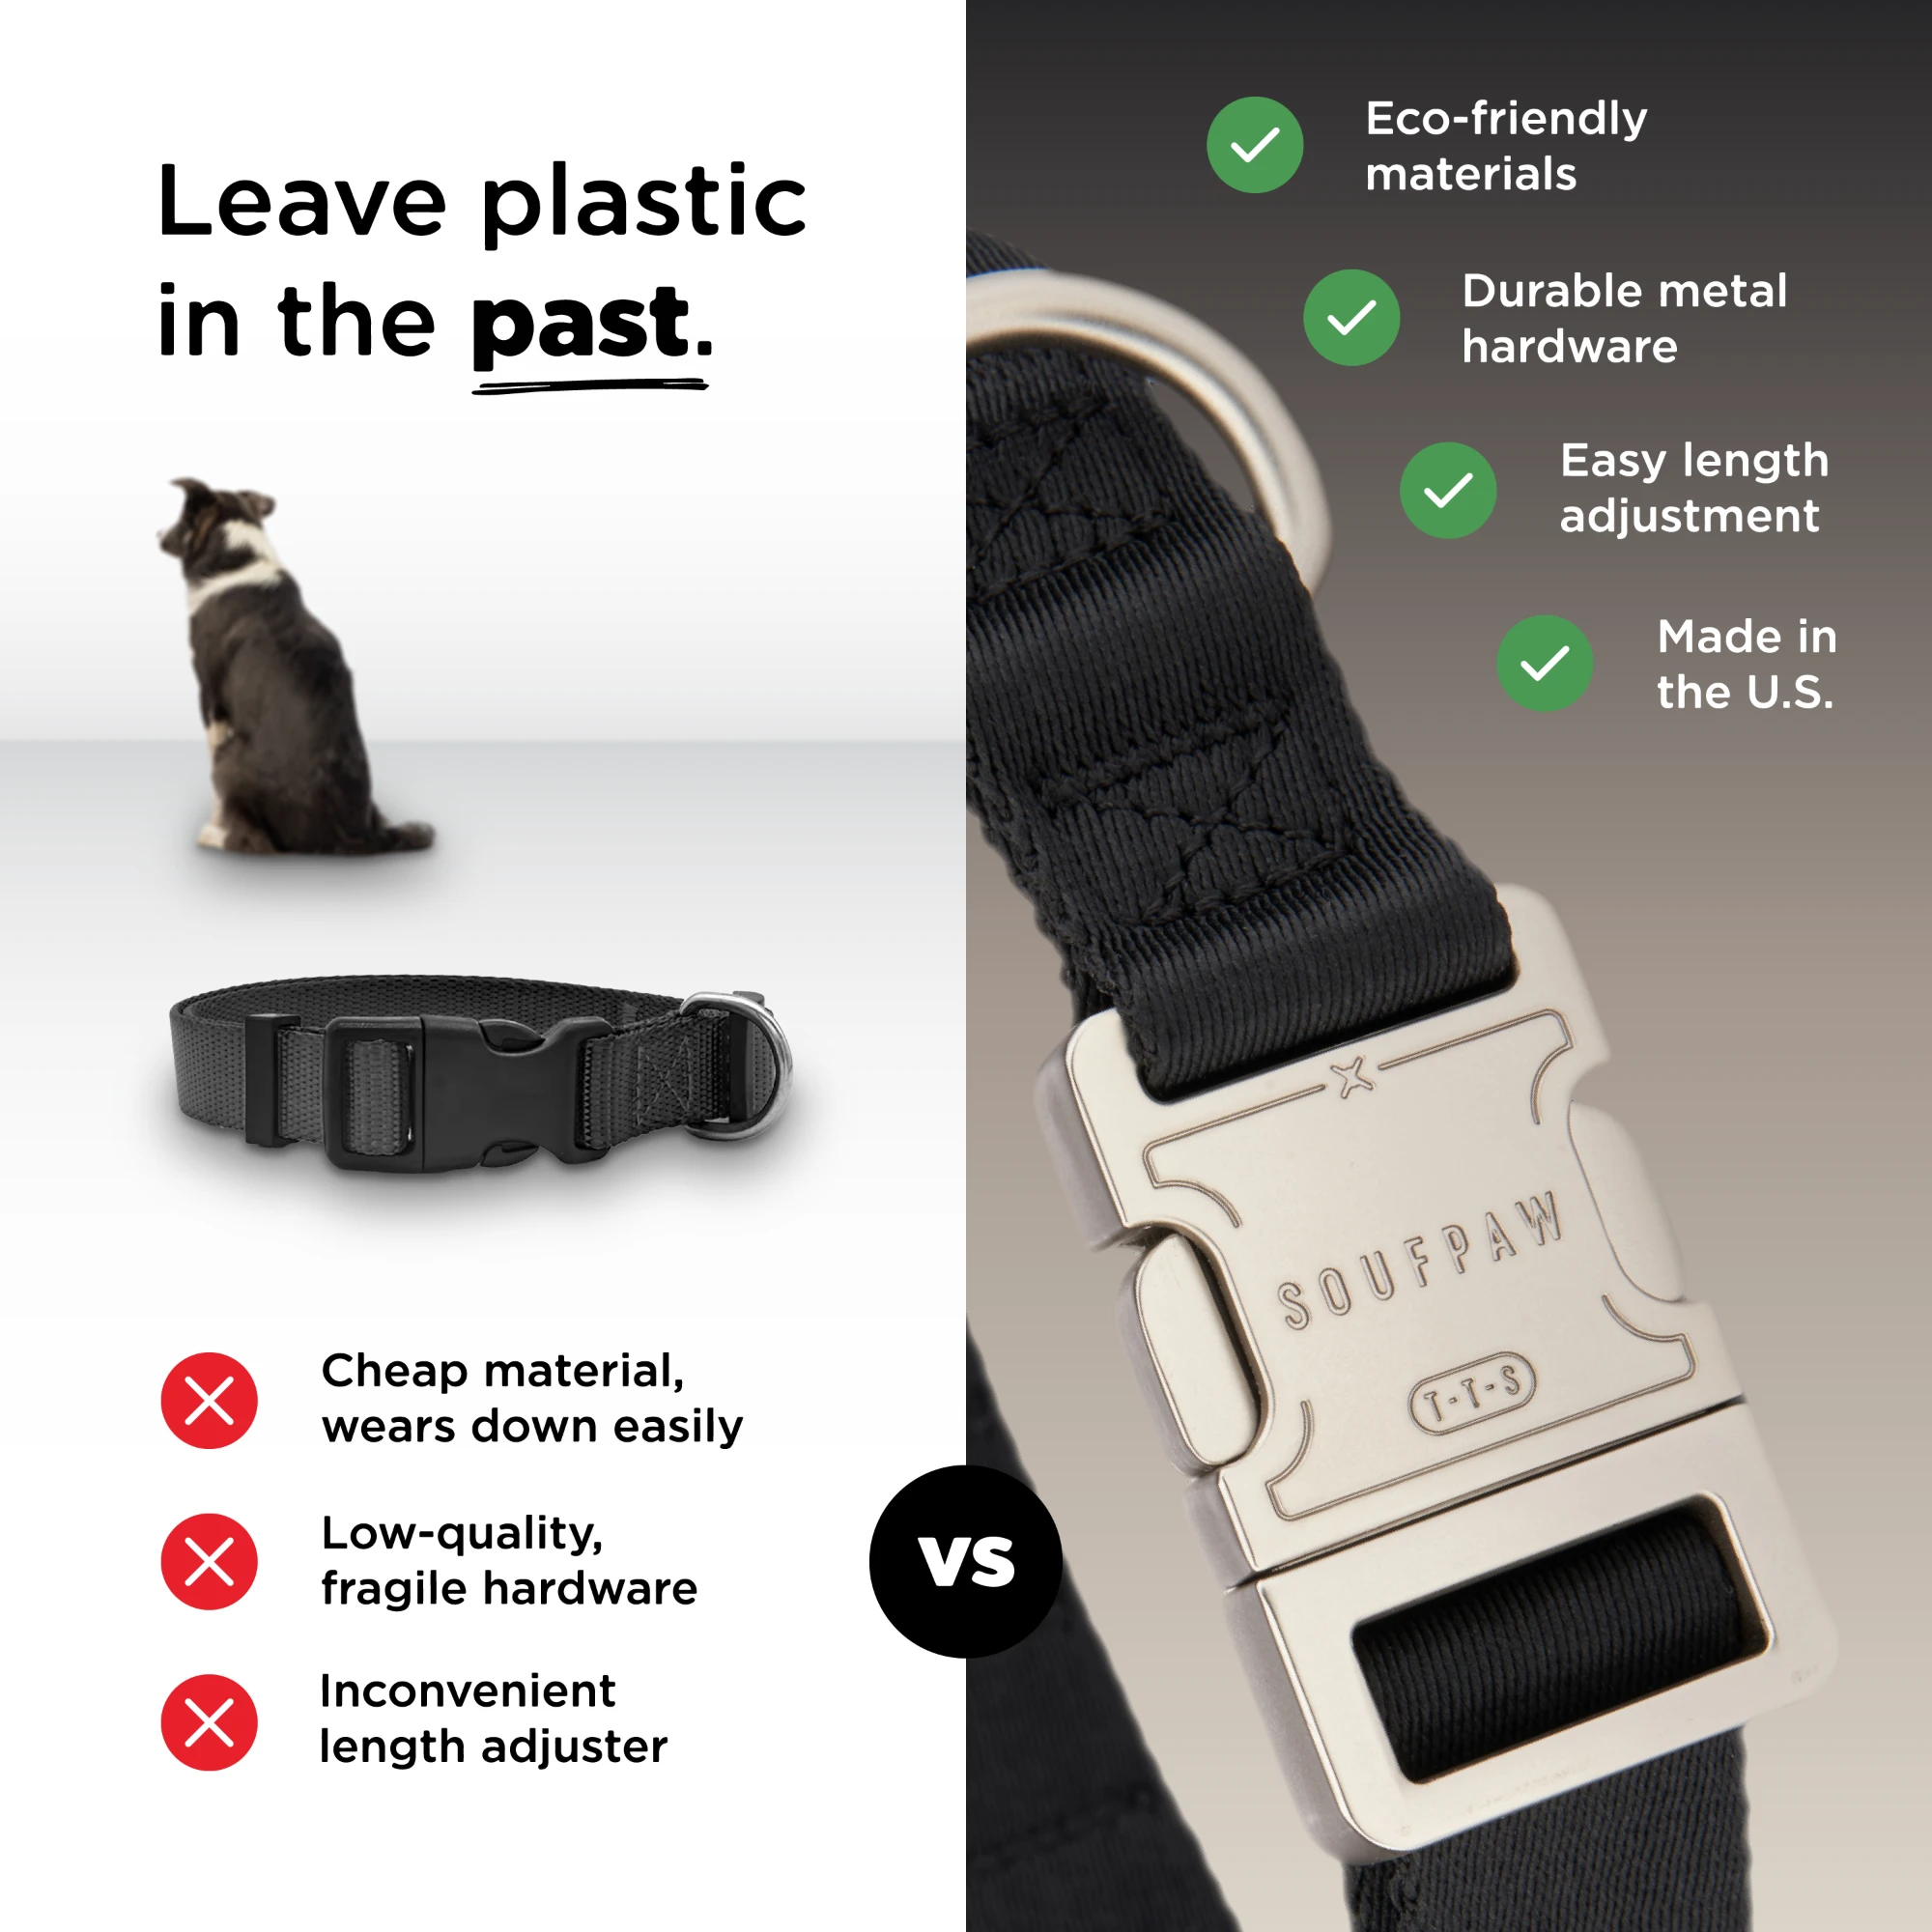 Leave plastic
in the past.
Cheap material,
wears down easily
Low-quality,
fragile hardware
Inconvenient
length adjuster
VS
Eco-friendly
materials
Durable metal
hardware
Easy length
adjustment
Made in
the U.S.
SOUFPAW
T-T-S